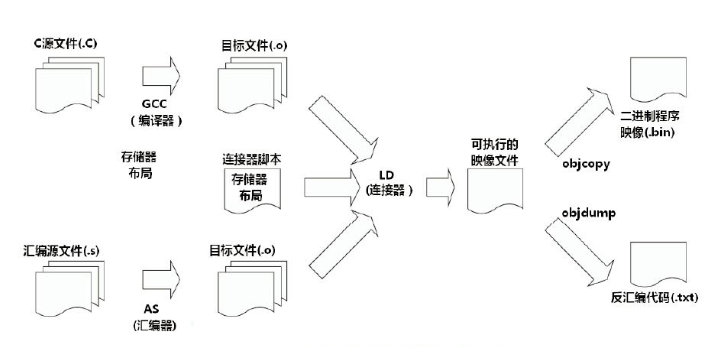 C源文件(.C)
目标文件(.o)
GCC
（编译器）
二进制程序
映像(.bin)
存储器
布局
连接器脚本
存储器
布局
LD
(连接器）
可执行的
映像文件
objcopy
objdump
汇编源文件(.s)
目标文件(.o)
AS
(汇编器)
反汇编代码(.txt)